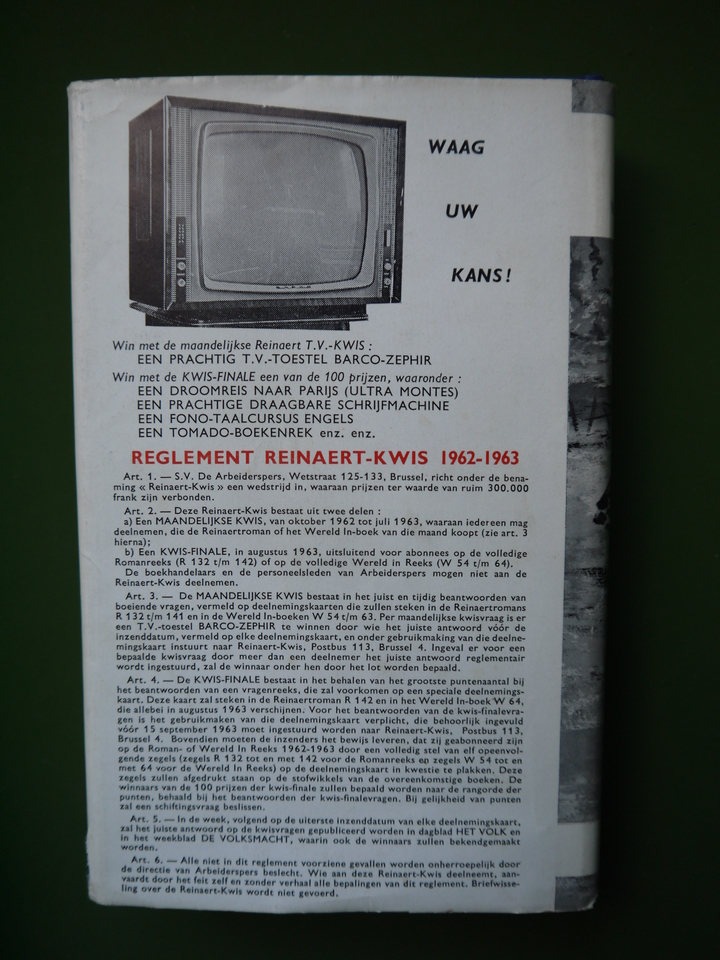 WAAG
UW
KANS!
Win met de maandelijkse Reinaert T.V.-KWIS :
EEN PRACHTIG T.V.-TOESTEL BARCO-ZEPHIR
Win met de KWIS-FINALE een van de 100 prijzen, waaronder :
EEN DROOMREIS NAAR PARIJS (ULTRA MONTES)
EEN PRACHTIGE DRAAGBARE SCHRIJFMACHINE
EEN FONO-TAALCURSUS ENGELS
EEN TOMADO-BOEKENREK enz. enz.
REGLEMENT REINAERT-KWIS 1962-1963
Art. 1. — S.V. De Arbeiderspers, Wetstraat 125-133, Brussel, richt onder de bena-
ming « Reinaert-Kwis » een wedstrijd in, waaraan prijzen ter waarde van ruim 300.000
frank zijn verbonden.
Art. 2. — Deze Reinaert-Kwis bestaat uit twee delen :
a) Een MAANDELIJKSE KWIS, van oktober 1962 tot juli 1963, waaraan iedereen mag
deelnemen, die de Reinaertroman of het Wereld In-boek van die maand koopt (zie art. 3
hierna);
b) Een KWIS-FINALE, in augustus 1963, uitsluitend voor abonnees op de volledige
Romanreeks (R 132 t/m 142) of op de volledige Wereld in Reeks (W 54 t/m 64).
De boekhandelaars en de personeelsleden van Arbeiderspers mogen niet aan de
Reinaert-Kwis deelnemen.
Art. 3. — De MAANDELIJKSE KWIS bestaat in het juist en tijdig beantwoorden van
boeiende vragen, vermeld op deelnemingskaarten die zullen steken in de Reinaertromans
R 132 t/m 141 en in de Wereld In-boeken W 54 t/m 63. Per maandelijkse kwisvraag is er
een T.V.-toestel BARCO-ZEPHIR te winnen door wie het juiste antwoord vóór de
inzenddatum, vermeld op elke deelnemingskaart, en onder gebruikmaking van die deelne-
mingskaart instuurt naar Reinaert-Kwis, Postbus 113, Brussel 4. Ingeval er voor een
bepaalde kwisvraag door meer dan een deelnemer het juiste antwoord reglementair
wordt ingestuurd, zal de winnaar onder hen door het lot worden bepaald.
Art. 4. — De KWIS-FINALE bestaat in het behalen van het grootste puntenaantal bij
het beantwoorden van een vragenreeks, die zal voorkomen op een speciale deelnemings-
kaart. Deze kaart zal steken in de Reinaertroman R 142 en in het Wereld In-boek W 64,
die allebei in augustus 1963 verschijnen. Voor het beantwoorden van de kwis-finalevra-
gen is het gebruikmaken van die deelnemingskaart verplicht, die behoorlijk ingevuld
vóór 15 september 1963 moet ingestuurd worden naar Reinaert-Kwis, Postbus 113,
Brussel 4. Bovendien moeten de inzenders het bewijs leveren, dat zij geabonneerd zijn
op de Roman- of Wereld In Reeks 1962-1963 door een volledig stel van elf opeenvol-
gende zegels (zegels R 132 tot en met 142 voor de Romanreeks en zegels W 54 tot en
met 64 voor de Wereld In Reeks) op de deelnemingskaart in kwestie te plakken. Deze
zegels zullen afgedrukt staan op de stofwikkels van de overeenkomstige boeken. De
winnaars van de 100 prijzen der kwis-finale zullen bepaald worden naar de rangorde der
punten, behaald bij het beantwoorden der kwis-finalevragen. Bij gelijkheid van punten
zal een schiftingsvraag beslissen.
Art. 5. — In de week, volgend op de uiterste inzenddatum van elke deelnemingskaart,
zal het juiste antwoord op de kwisvragen gepubliceerd worden in dagblad HET VOLK en
in het weekblad DE VOLKSMACHT, waarin ook de winnaars zullen bekendgemaakt
worden.
Art. 6. — Alle niet in dit reglement voorziene gevallen worden onherroepelijk door
de directie van Arbeiderspers beslecht. Wie aan deze Reinaert-Kwis deelneemt, aan-
vaardt door het feit zelf en zonder verhaal alle bepalingen van dit reglement. Briefwisse-
ling over de Reinaert-Kwis wordt niet gevoerd.